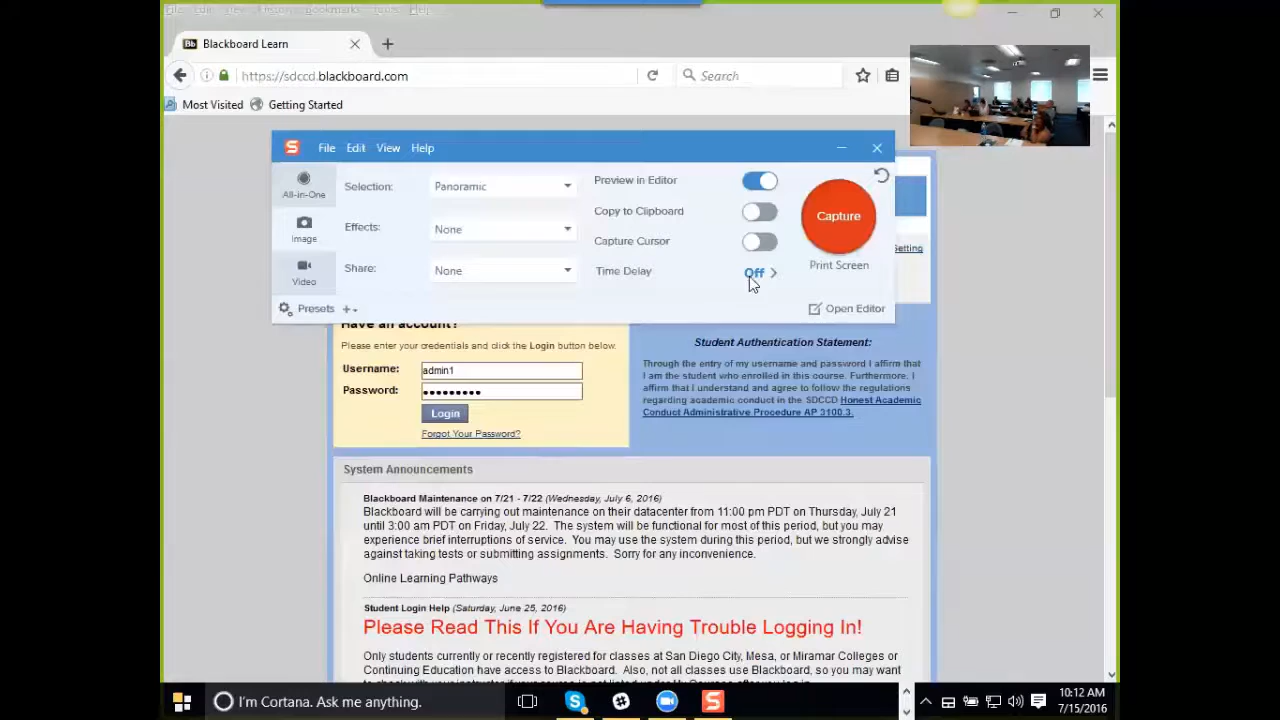 File Edit View History Bookmarks Tools Help
Bb Blackboard Learn
https://sdccd.blackboard.com
Search
Most Visited Getting Started
S File Edit View Help
All-in-One
Image
Video
Selection: Panoramic
Effects: None
Share: None
Preview in Editor
Copy to Clipboard
Capture Cursor
Time Delay Off
Capture
Print Screen
Presets
Open Editor
Getting
Have an account?
Please enter your credentials and click the Login button below.
Username: admin1
Password:
Login
Forgot Your Password?
Student Authentication Statement:
Through the entry of my username and password I affirm that
I am the student who enrolled in this course. Furthermore, I
affirm that I understand and agree to follow the regulations
regarding academic conduct in the SDCCD Honest Academic
Conduct Administrative Procedure AP 3100.3.
System Announcements
Blackboard Maintenance on 7/21 - 7/22 (Wednesday, July 6, 2016)
Blackboard will be carrying out maintenance on their datacenter from 11:00 pm PDT on Thursday, July 21
until 3:00 am PDT on Friday, July 22. The system will be functional for most of this period, but you may
experience brief interruptions of service. You may use the system during this period, but we strongly advise
against taking tests or submitting assignments. Sorry for any inconvenience.
Online Learning Pathways
Student Login Help (Saturday, June 25, 2016)
Please Read This If You Are Having Trouble Logging In!
Only students currently or recently registered for classes at San Diego City, Mesa, or Miramar Colleges or
Continuing Education have access to Blackboard. Also, not all classes use Blackboard, so you may want
I'm Cortana. Ask me anything.
10:12 AM
7/15/2016